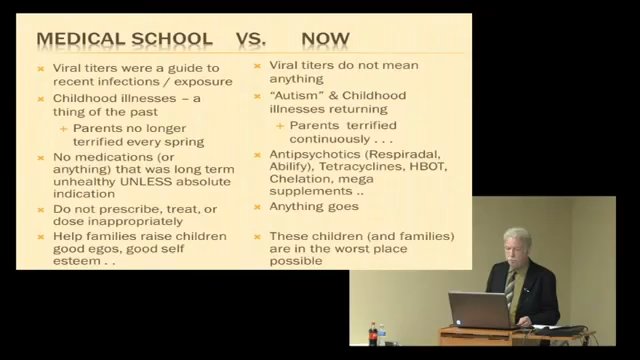 MEDICAL SCHOOL VS. NOW
Viral titers were a guide to
recent infections / exposure
Childhood illnesses – a
thing of the past
Parents no longer
terrified every spring
No medications (or
anything) that was long term
unhealthy UNLESS absolute
indication
Do not prescribe, treat, or
dose inappropriately
Help families raise children
good egos, good self
esteem . .
Viral titers do not mean
anything
“Autism” & Childhood
illnesses returning
Parents terrified
continuously . . .
Antipsychotics (Respiradal,
Abilify), Tetracyclines, HBOT,
Chelation, mega
supplements . .
Anything goes
These children (and families)
are in the worst place
possible